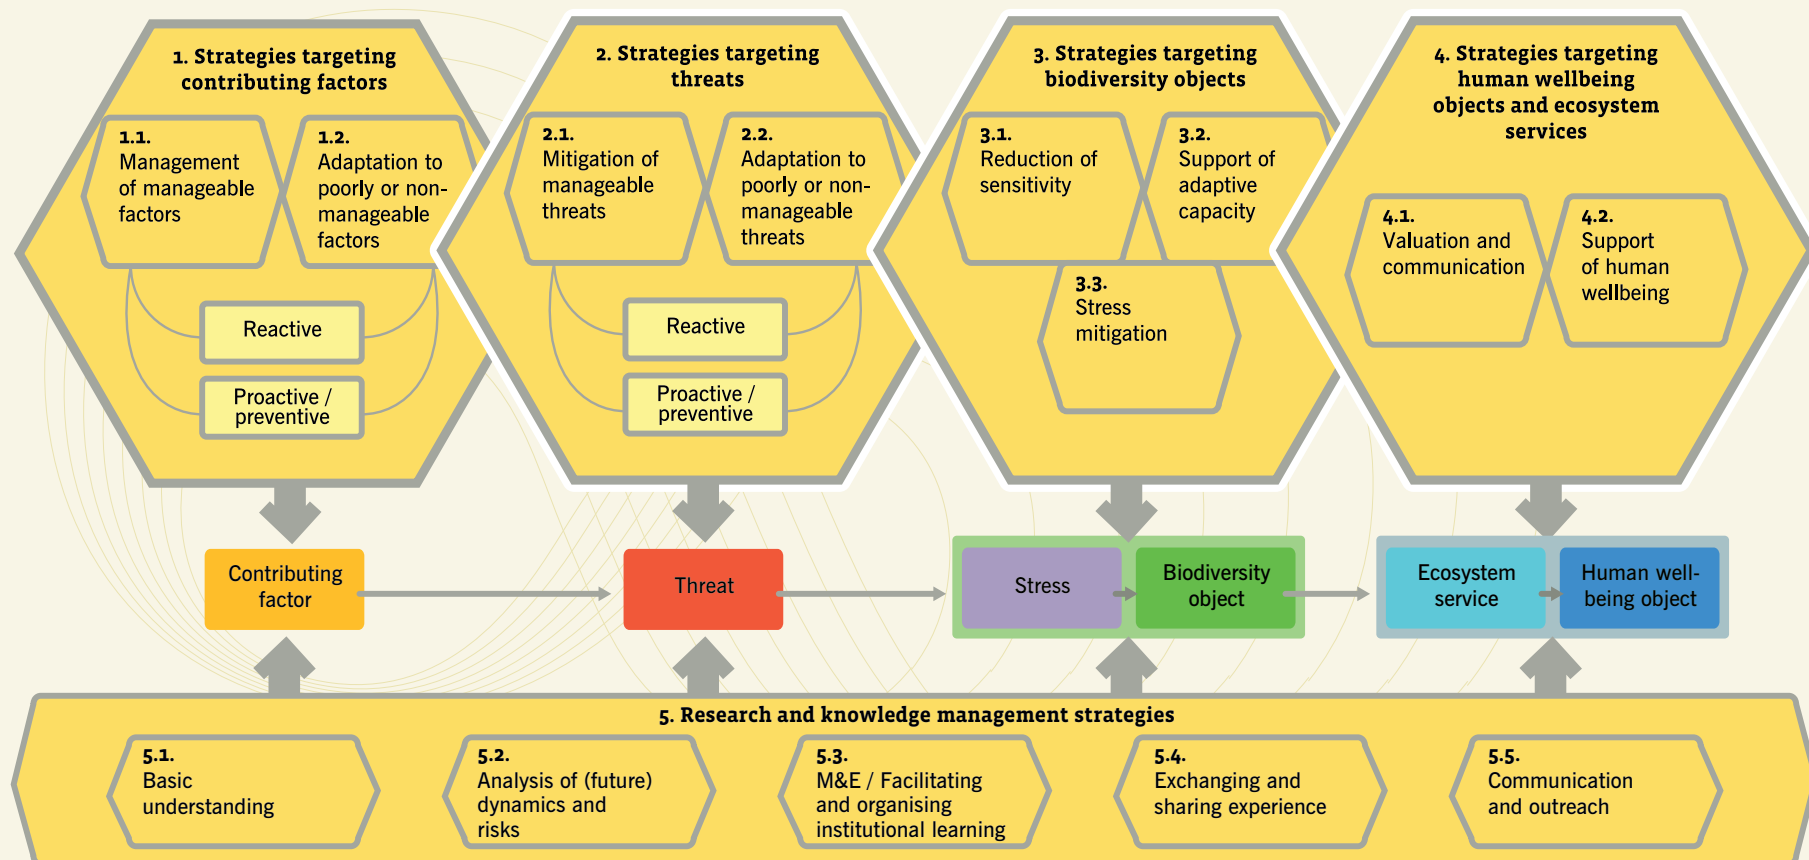 1. Strategies targeting
contributing factors
1.1.
Management
of manageable
factors
1.2.
Adaptation to
poorly or non-
manageable
factors
Reactive
Proactive /
preventive
2. Strategies targeting
threats
2.1.
Mitigation of
manageable
threats
2.2.
Adaptation to
poorly or non-
manageable
threats
Reactive
Proactive /
preventive
3. Strategies targeting
biodiversity objects
3.1.
Reduction of
sensitivity
3.2.
Support of
adaptive
capacity
3.3.
Stress
mitigation
4. Strategies targeting
human wellbeing
objects and ecosystem
services
4.1.
Valuation and
communication
4.2.
Support
of human
wellbeing
Contributing
factor
Threat
Stress
Biodiversity
object
Ecosystem
service
Human well-
being object
5. Research and knowledge management strategies
5.1.
Basic
understanding
5.2.
Analysis of (future)
dynamics and
risks
5.3.
M&E / Facilitating
and organising
institutional learning
5.4.
Exchanging and
sharing experience
5.5.
Communication
and outreach